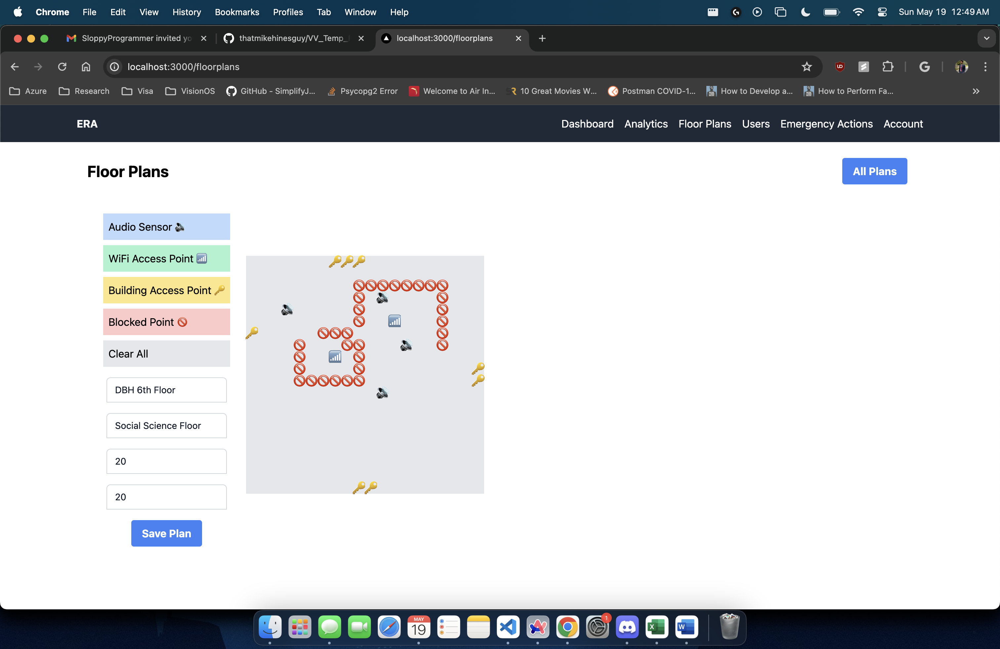 Chrome File Edit View History Bookmarks Profiles Tab Window Help Sun May 19 12:49 AM
SloppyProgrammer invited yo thatmikehinesguy/VV_Temp_ localhost:3000/floorplans
localhost:3000/floorplans
Azure Research Visa VisionOS GitHub - SimplifyJ... Psycopg2 Error Welcome to Air In... 10 Great Movies W... Postman COVID-1... How to Develop a... How to Perform Fa...
ERA Dashboard Analytics Floor Plans Users Emergency Actions Account
Floor Plans All Plans
Audio Sensor
WiFi Access Point
Building Access Point
Blocked Point
Clear All
DBH 6th Floor
Social Science Floor
20
20
Save Plan
MAY
19
1